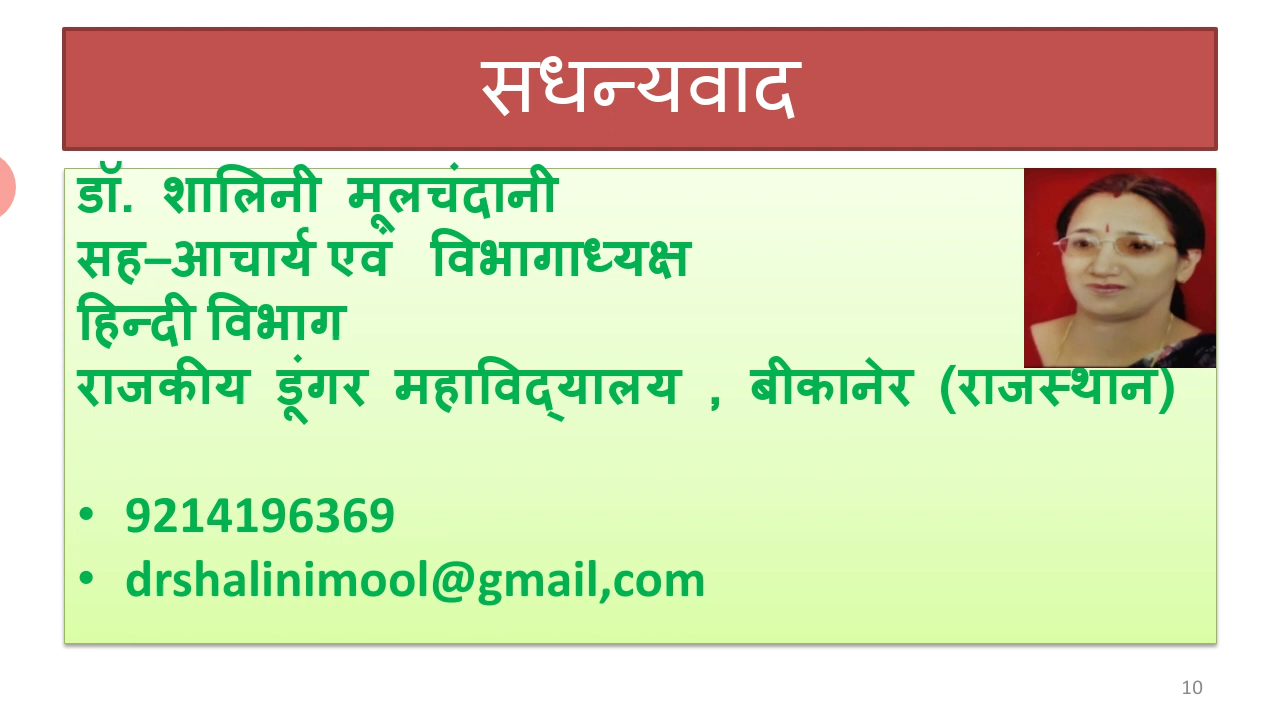 सधन्यवाद
डॉ. शालिनी मूलचंदानी
सह–आचार्य एवं विभागाध्यक्ष
हिन्दी विभाग
राजकीय डूंगर महाविद्यालय , बीकानेर (राजस्थान)
• 9214196369
• drshalinimool@gmail,com
10